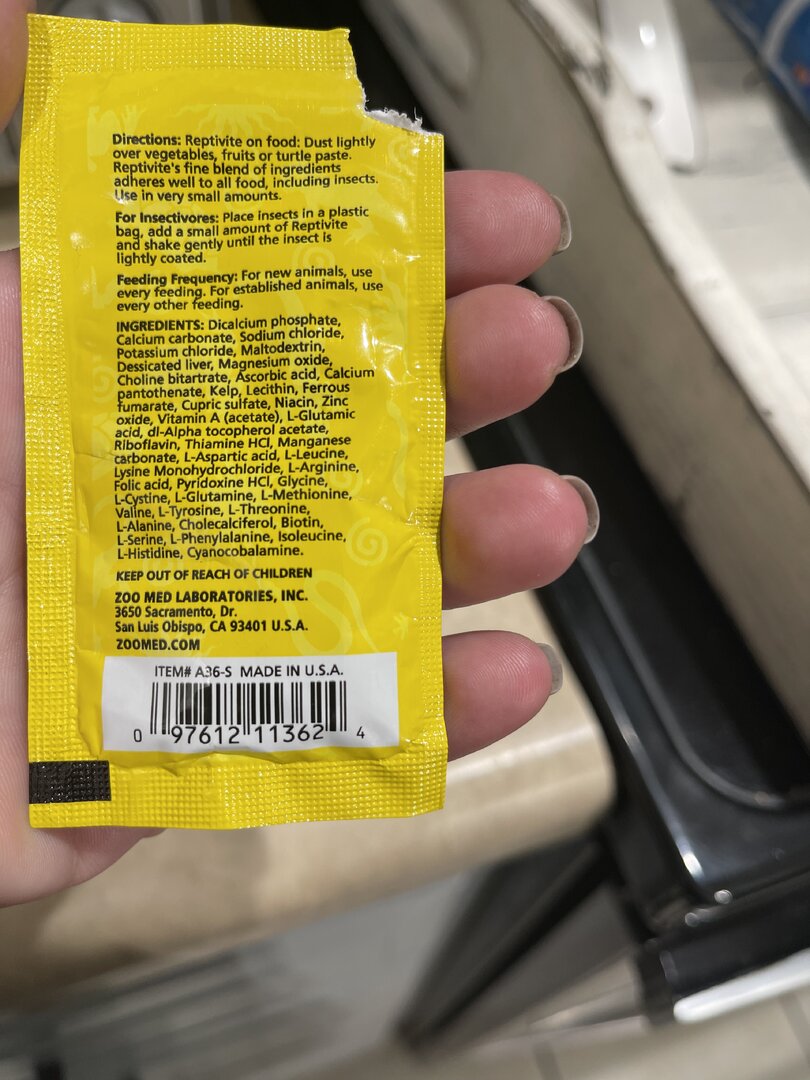 Directions: Reptivite on food: Dust lightly
over vegetables, fruits or turtle paste.
Reptivite's fine blend of ingredients
adheres well to all food, including insects.
Use in very small amounts.
For Insectivores: Place insects in a plastic
bag, add a small amount of Reptivite
and shake gently until the insect is
lightly coated.
Feeding Frequency: For new animals, use
every feeding. For established animals, use
every other feeding.
INGREDIENTS: Dicalcium phosphate,
Calcium carbonate, Sodium chloride,
Potassium chloride, Maltodextrin,
Dessicated liver, Magnesium oxide,
Choline bitartrate, Ascorbic acid, Calcium
pantothenate, Kelp, Lecithin, Ferrous
fumarate, Cupric sulfate, Niacin, Zinc
oxide, Vitamin A (acetate), L-Glutamic
acid, dl-Alpha tocopherol acetate,
Riboflavin, Thiamine HCl, Manganese
carbonate, L-Aspartic acid, L-Leucine,
Lysine Monohydrochloride, L-Arginine,
Folic acid, Pyridoxine HCl, Glycine,
L-Cystine, L-Glutamine, L-Methionine,
Valine, L-Tyrosine, L-Threonine,
L-Alanine, Cholecalciferol, Biotin,
L-Serine, L-Phenylalanine, Isoleucine,
L-Histidine, Cyanocobalamine.
KEEP OUT OF REACH OF CHILDREN
ZOO MED LABORATORIES, INC.
3650 Sacramento, Dr.
San Luis Obispo, CA 93401 U.S.A.
ZOOMED.COM
ITEM# A36-S MADE IN U.S.A.
0 97612 11362 4